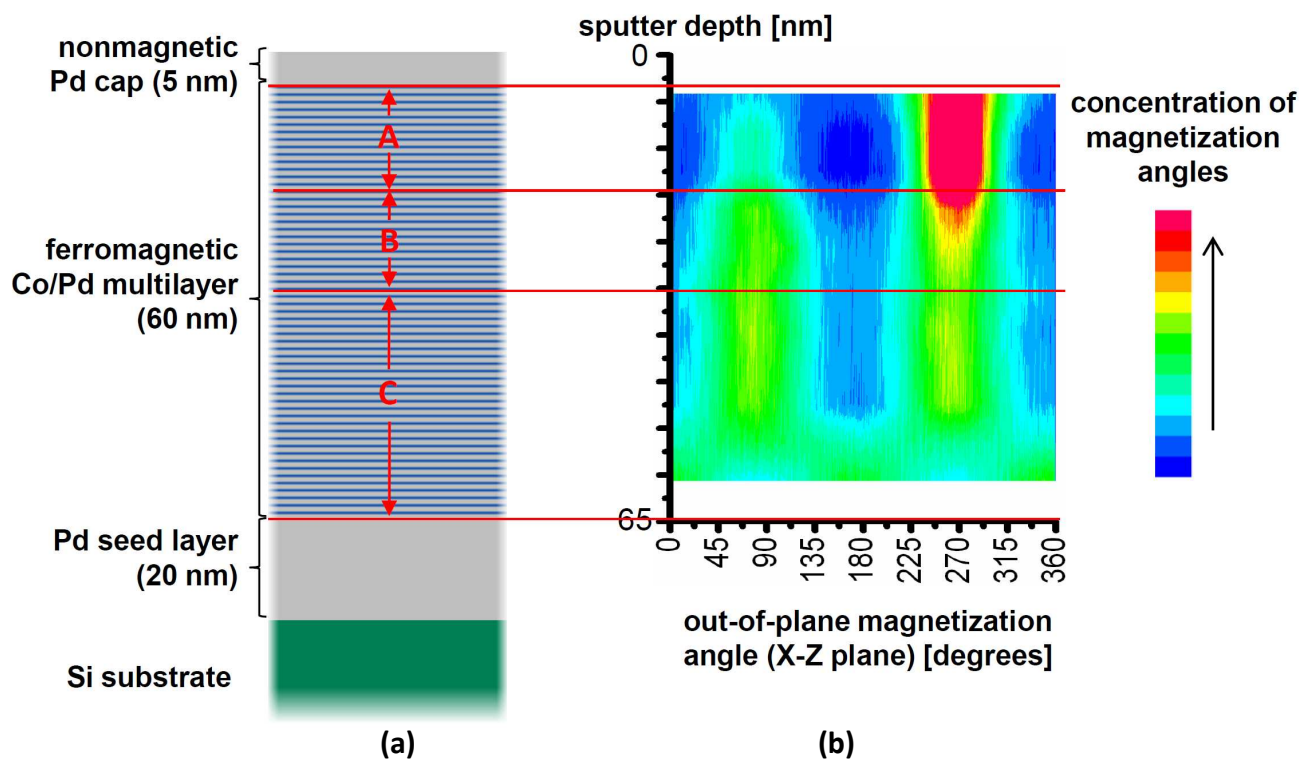 nonmagnetic
Pd cap (5 nm)
A
B
ferromagnetic
Co/Pd multilayer
(60 nm)
C
Pd seed layer
(20 nm)
Si substrate
(a)
sputter depth [nm]
0
65
0
45
90
135
180
225
270
315
360
out-of-plane magnetization
angle (X-Z plane) [degrees]
(b)
concentration of
magnetization
angles